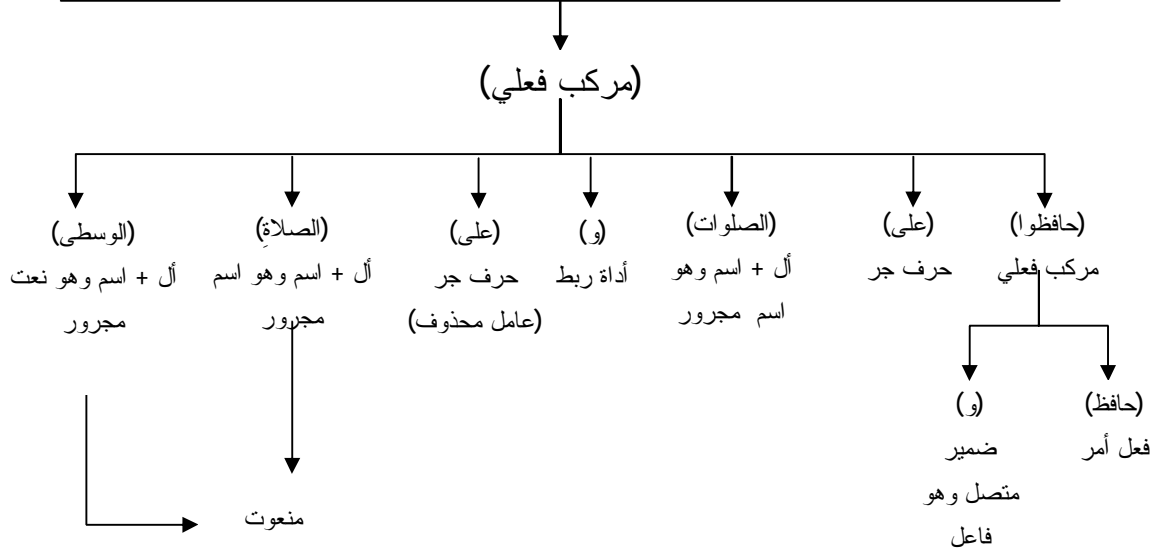 (مركب فعلي)
(حافظوا)
مركب فعلي
(على)
حرف جر
(الصلوات)
أل + اسم وهو
اسم مجرور
(و)
أداة ربط
(على)
حرف جر
(عامل محذوف)
(الصلاةِ)
أل + اسم وهو اسم
مجرور
(الوسطى)
أل + اسم وهو نعت
مجرور
(حافظ)
فعل أمر
(و)
ضمير
متصل وهو
فاعل
منعوت